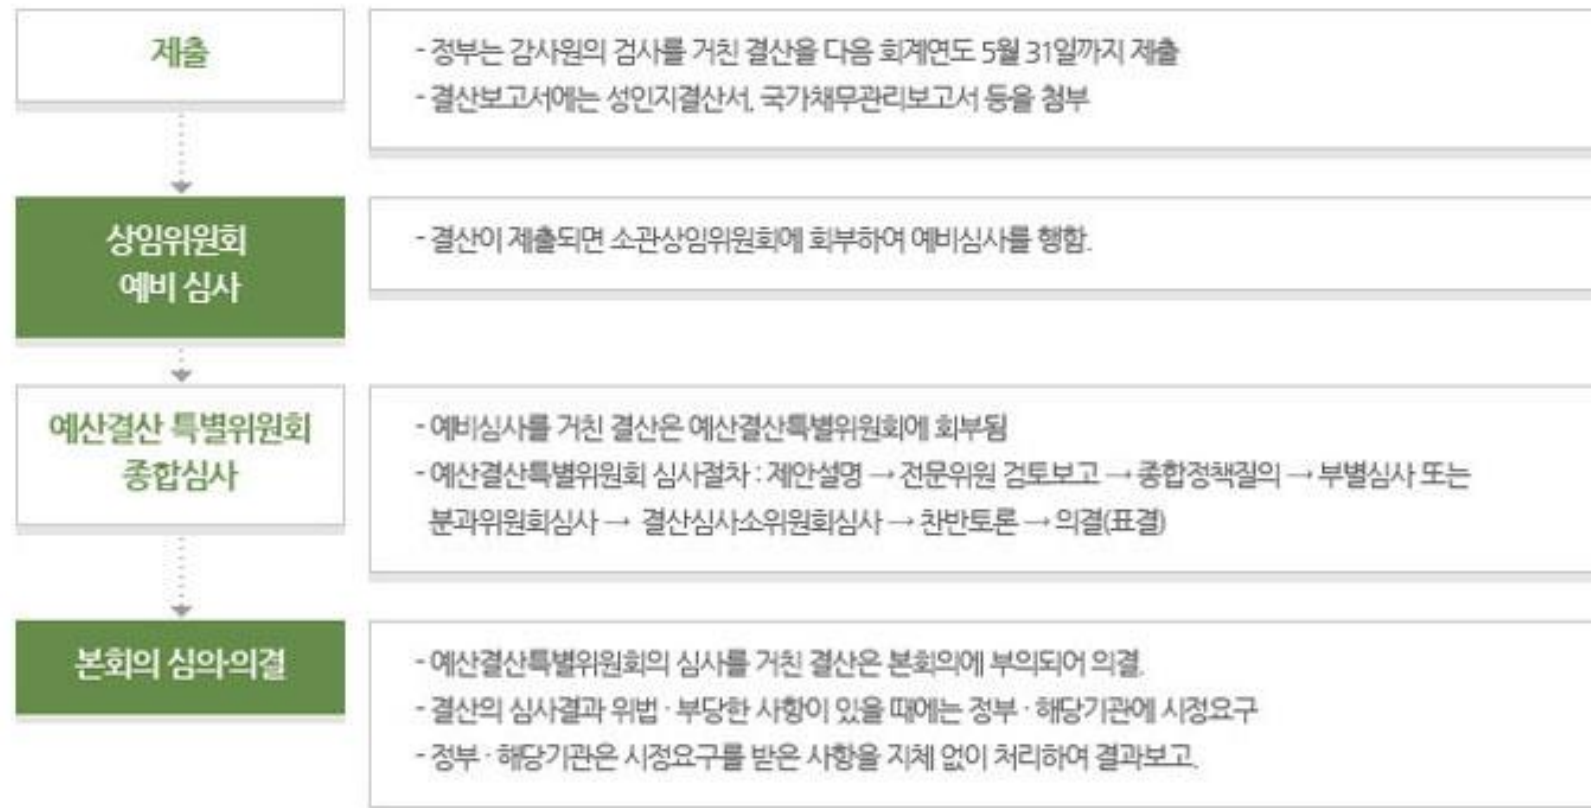 제출
- 정부는 감사원의 검사를 거친 결산을 다음 회계연도 5월 31일까지 제출
- 결산보고서에는 성인지결산서, 국가채무관리보고서 등을 첨부
상임위원회
예비 심사
- 결산이 제출되면 소관상임위원회에 회부하여 예비심사를 행함.
예산결산 특별위원회
종합심사
- 예비심사를 거친 결산은 예산결산특별위원회에 회부됨
- 예산결산특별위원회 심사절차 : 제안설명 → 전문위원 검토보고 → 종합정책질의 → 부별심사 또는
분과위원회심사 → 결산심사소위원회심사 → 찬반토론 → 의결(표결)
본회의 심의·의결
- 예산결산특별위원회의 심사를 거친 결산은 본회의에 부의되어 의결.
- 결산의 심사결과 위법 · 부당한 사항이 있을 때에는 정부 · 해당기관에 시정요구
- 정부 · 해당기관은 시정요구를 받은 사항을 지체 없이 처리하여 결과보고.